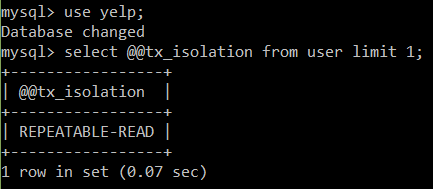 mysql> use yelp;
Database changed
mysql> select @@tx_isolation from user limit 1;
+-----------------+
| @@tx_isolation  |
+-----------------+
| REPEATABLE-READ |
+-----------------+
1 row in set (0.07 sec)